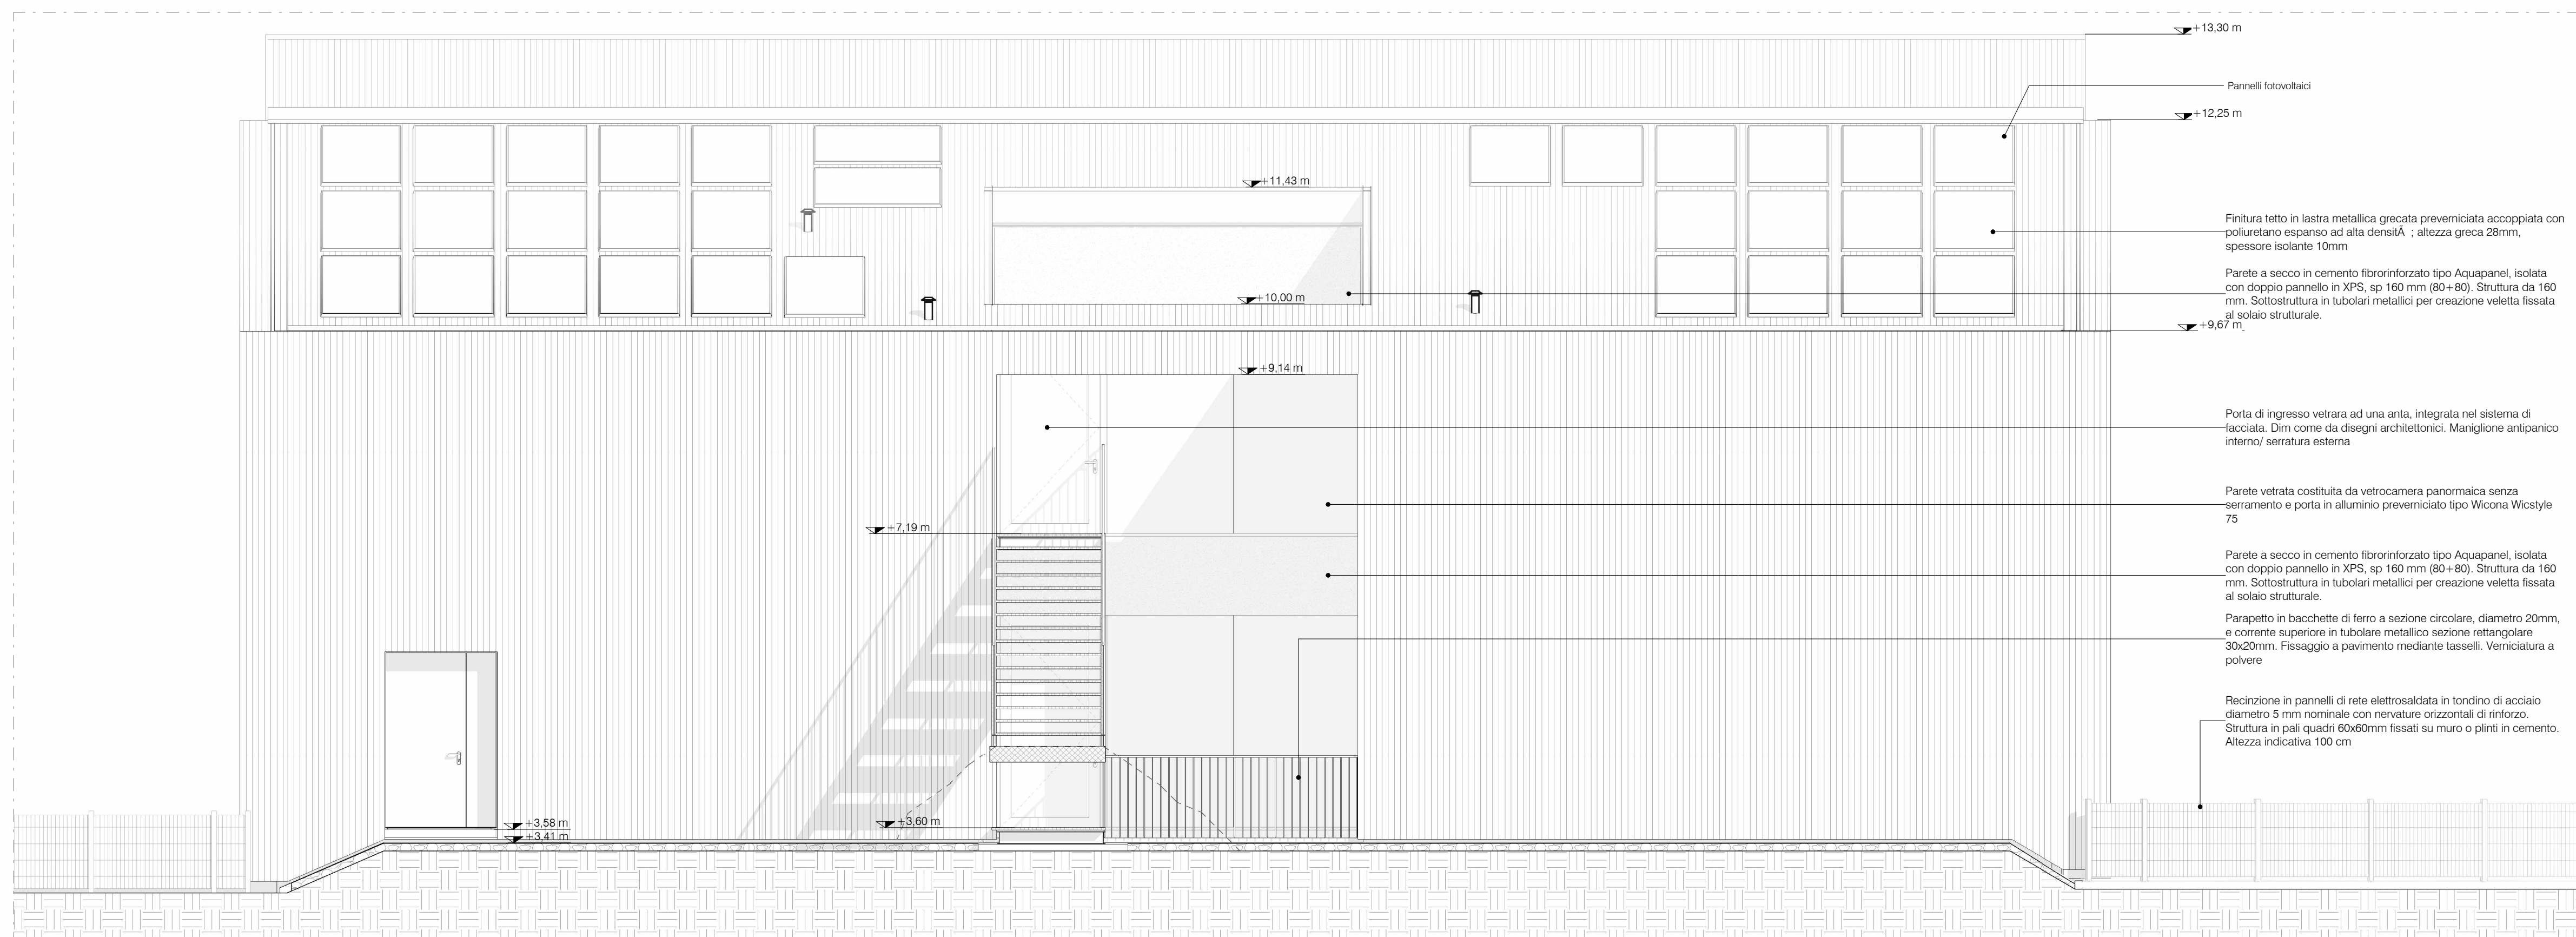 +13,30 m
Pannelli fotovoltaici
+12,25 m
+11,43 m
Finitura tetto in lastra metallica grecata preverniciata accoppiata con
poliuretano espanso ad alta densitÃ ; altezza greca 28mm,
spessore isolante 10mm
Parete a secco in cemento fibrorinforzato tipo Aquapanel, isolata
con doppio pannello in XPS, sp 160 mm (80+80). Struttura da 160
mm. Sottostruttura in tubolari metallici per creazione veletta fissata
al solaio strutturale.
+10,00 m
+9,67 m
+9,14 m
Porta di ingresso vetrara ad una anta, integrata nel sistema di
facciata. Dim come da disegni architettonici. Maniglione antipanico
interno/ serratura esterna
Parete vetrata costituita da vetrocamera panormaica senza
serramento e porta in alluminio preverniciato tipo Wicona Wicstyle
75
+7,19 m
Parete a secco in cemento fibrorinforzato tipo Aquapanel, isolata
con doppio pannello in XPS, sp 160 mm (80+80). Struttura da 160
mm. Sottostruttura in tubolari metallici per creazione veletta fissata
al solaio strutturale.
Parapetto in bacchette di ferro a sezione circolare, diametro 20mm,
e corrente superiore in tubolare metallico sezione rettangolare
30x20mm. Fissaggio a pavimento mediante tasselli. Verniciatura a
polvere
Recinzione in pannelli di rete elettrosaldata in tondino di acciaio
diametro 5 mm nominale con nervature orizzontali di rinforzo.
Struttura in pali quadri 60x60mm fissati su muro o plinti in cemento.
Altezza indicativa 100 cm
+3,58 m
+3,41 m
+3,60 m